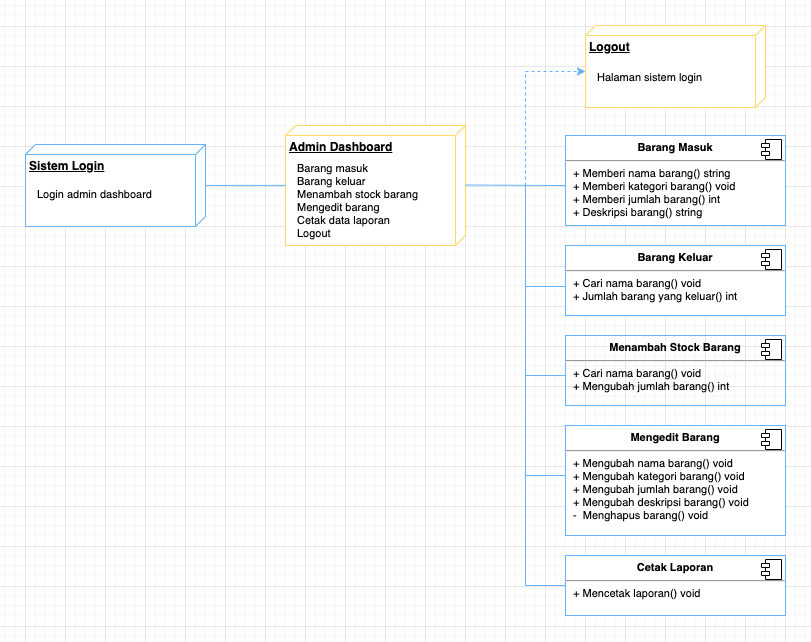 Logout
Halaman sistem login
Sistem Login
Login admin dashboard
Admin Dashboard
Barang masuk
Barang keluar
Menambah stock barang
Mengedit barang
Cetak data laporan
Logout
Barang Masuk
+ Memberi nama barang() string
+ Memberi kategori barang() void
+ Memberi jumlah barang() int
+ Deskripsi barang() string
Barang Keluar
+ Cari nama barang() void
+ Jumlah barang yang keluar() int
Menambah Stock Barang
+ Cari nama barang() void
+ Mengubah jumlah barang() int
Mengedit Barang
+ Mengubah nama barang() void
+ Mengubah kategori barang() void
+ Mengubah jumlah barang() void
+ Mengubah deskripsi barang() void
- Menghapus barang() void
Cetak Laporan
+ Mencetak laporan() void